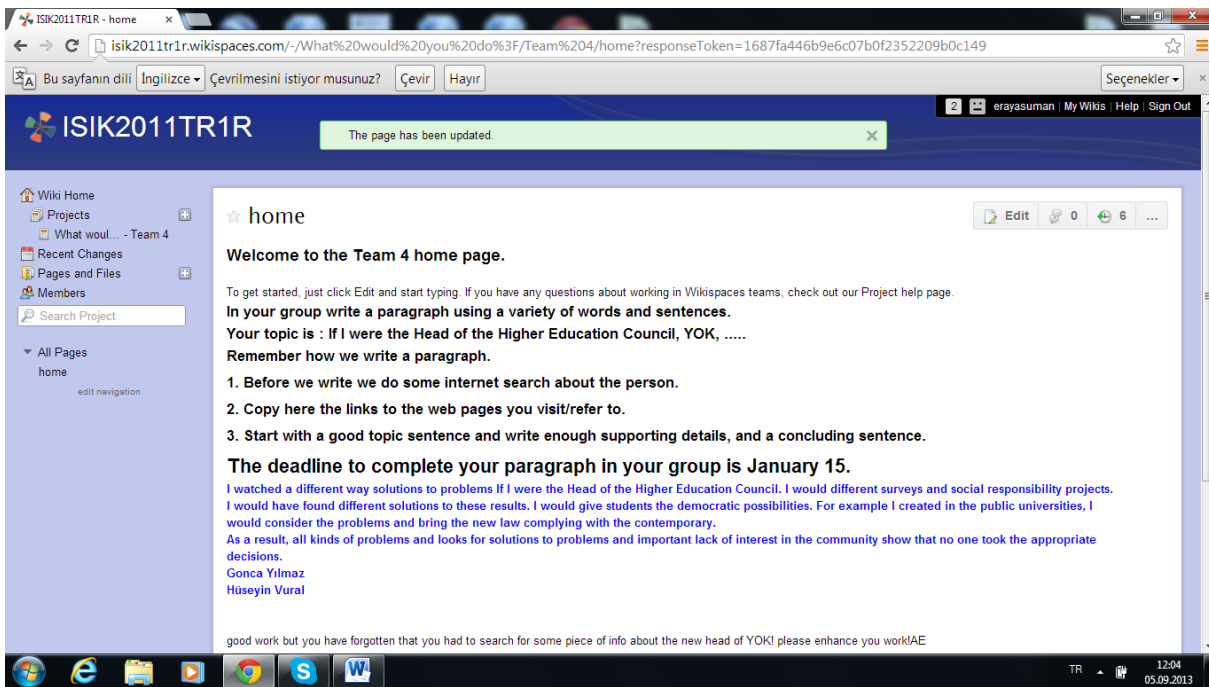 ISIK2011TR1R - home
isik2011tr1r.wikispaces.com/-/What%20would%20you%20do%3F/Team%204/home?responseToken=1687fa446b9e6c07b0f2352209b0c149
Bu sayfanın dili İngilizce Çevrilmesini istiyor musunuz? Çevir Hayır Seçenekler
2 erayasuman | My Wikis | Help | Sign Out
ISIK2011TR1R
The page has been updated.
Wiki Home
Projects
What woul... - Team 4
Recent Changes
Pages and Files
Members
Search Project
All Pages
home
edit navigation
home
Edit 0 6 ...
Welcome to the Team 4 home page.
To get started, just click Edit and start typing. If you have any questions about working in Wikispaces teams, check out our Project help page.
In your group write a paragraph using a variety of words and sentences.
Your topic is : If I were the Head of the Higher Education Council, YOK, .....
Remember how we write a paragraph.
1. Before we write we do some internet search about the person.
2. Copy here the links to the web pages you visit/refer to.
3. Start with a good topic sentence and write enough supporting details, and a concluding sentence.
The deadline to complete your paragraph in your group is January 15.
I watched a different way solutions to problems If I were the Head of the Higher Education Council. I would different surveys and social responsibility projects.
I would have found different solutions to these results. I would give students the democratic possibilities. For example I created in the public universities, I
would consider the problems and bring the new law complying with the contemporary.
As a result, all kinds of problems and looks for solutions to problems and important lack of interest in the community show that no one took the appropriate
decisions.
Gonca Yılmaz
Hüseyin Vural
good work but you have forgotten that you had to search for some piece of info about the new head of YOK! please enhance you work!AE
TR
12:04
05.09.2013